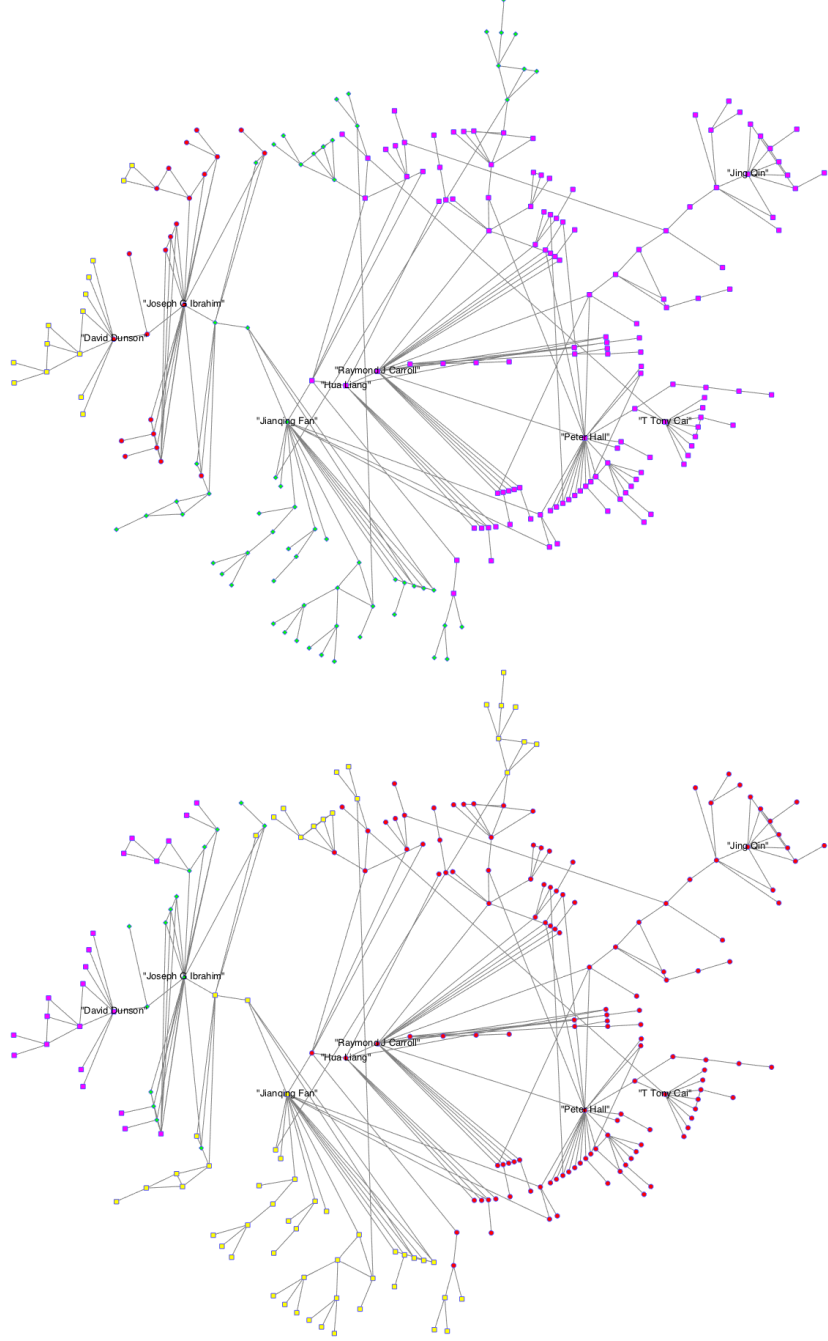 "Jing Qin"
"Joseph G Ibrahim"
"David Dunson"
"Raymond J Carroll"
"Hua Liang"
"Jianqing Fan"
"T Tony Cai"
"Peter Hall"
"Jing Qin"
"Joseph G Ibrahim"
"David Dunson"
"Raymond J Carroll"
"Hua Liang"
"Jianqing Fan"
"T Tony Cai"
"Peter Hall"